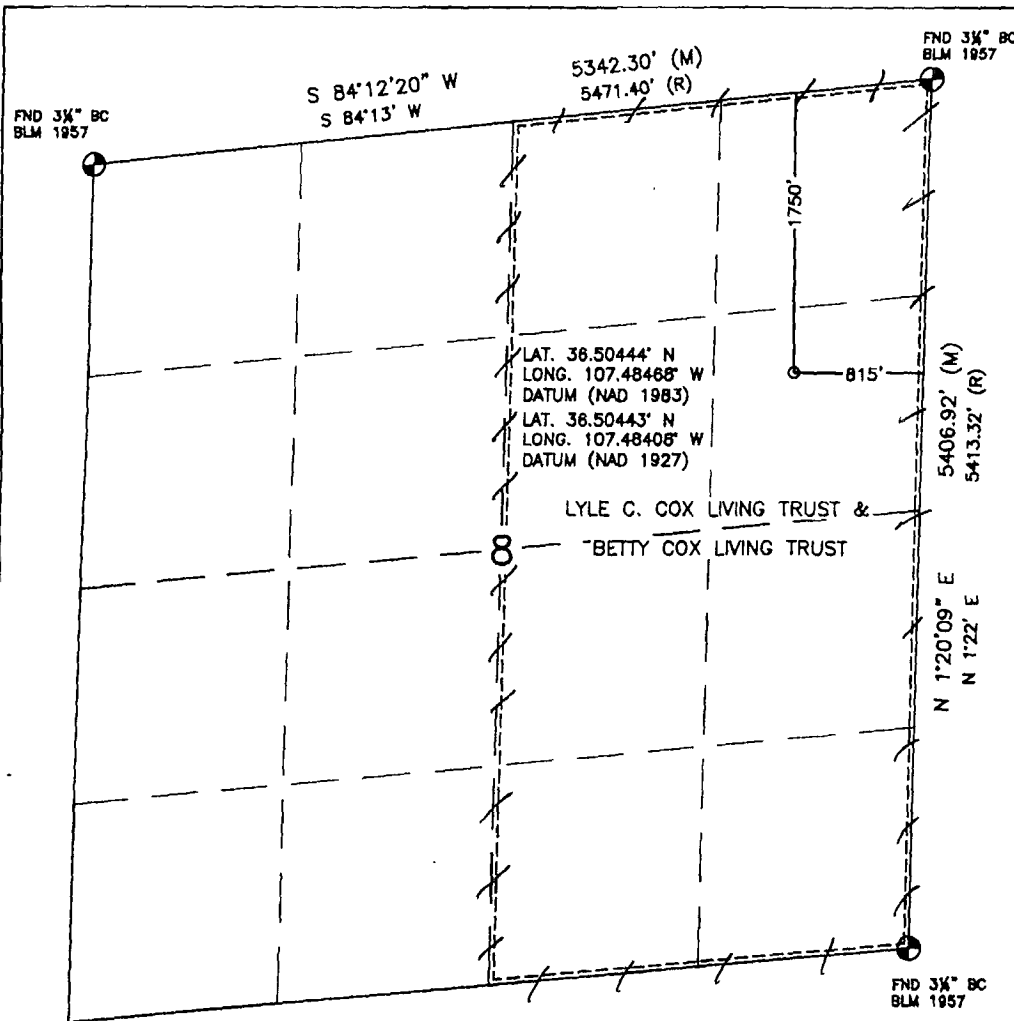 FND 3¼" BC
BLM 1957
S 84°12'20" W
S 84°13' W
5342.30' (M)
5471.40' (R)
FND 3¼" BC
BLM 1957
1750'
815'
LAT. 36.50444° N
LONG. 107.48468° W
DATUM (NAD 1983)
LAT. 36.50443° N
LONG. 107.48408° W
DATUM (NAD 1927)
5406.92' (M)
5413.32' (R)
LYLE C. COX LIVING TRUST &
BETTY COX LIVING TRUST
8
N 1°20'09" E
N 1°22' E
FND 3¼" BC
BLM 1957